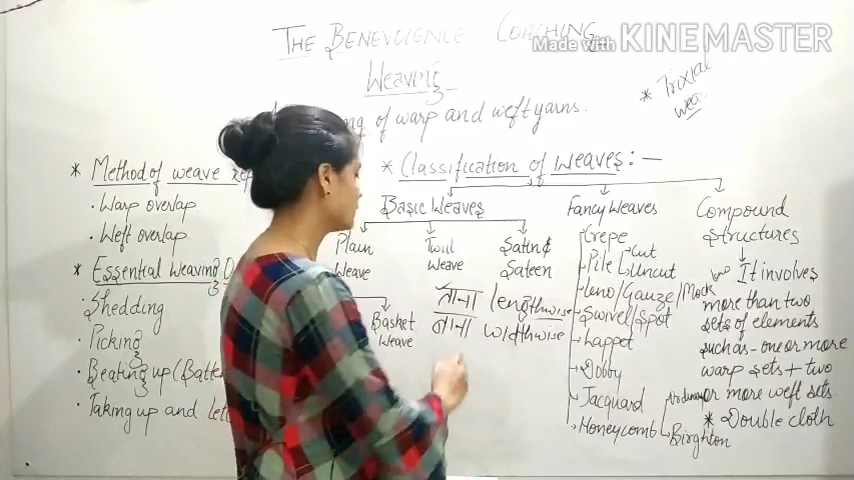 THE BENEVOLENCE COACHING
Made with KINEMASTER
Weaving
of warp and weft yarns.
* Trixial
* Method of weave
· Warp overlap
· Weft overlap
* Essential Weaving
· Shedding
· Picking
· Beating up
· Taking up and
* Classification of weaves:-
Basic Weaves
Plain Weave
Twill Weave
Satin & Sateen
Basket Weave
ताना lengthwise
बाना widthwise
Fancy Weaves
Crepe
Pile Cut Uncut
Leno/Gauze/Mock
Swivel/Spot
Lappet
Dobby
Jacquard
Honeycomb
Birghton
Compound
Structures
It involves
more than two
sets of elements
such as - one or more
warp sets + two
or more weft sets.
* Double cloth